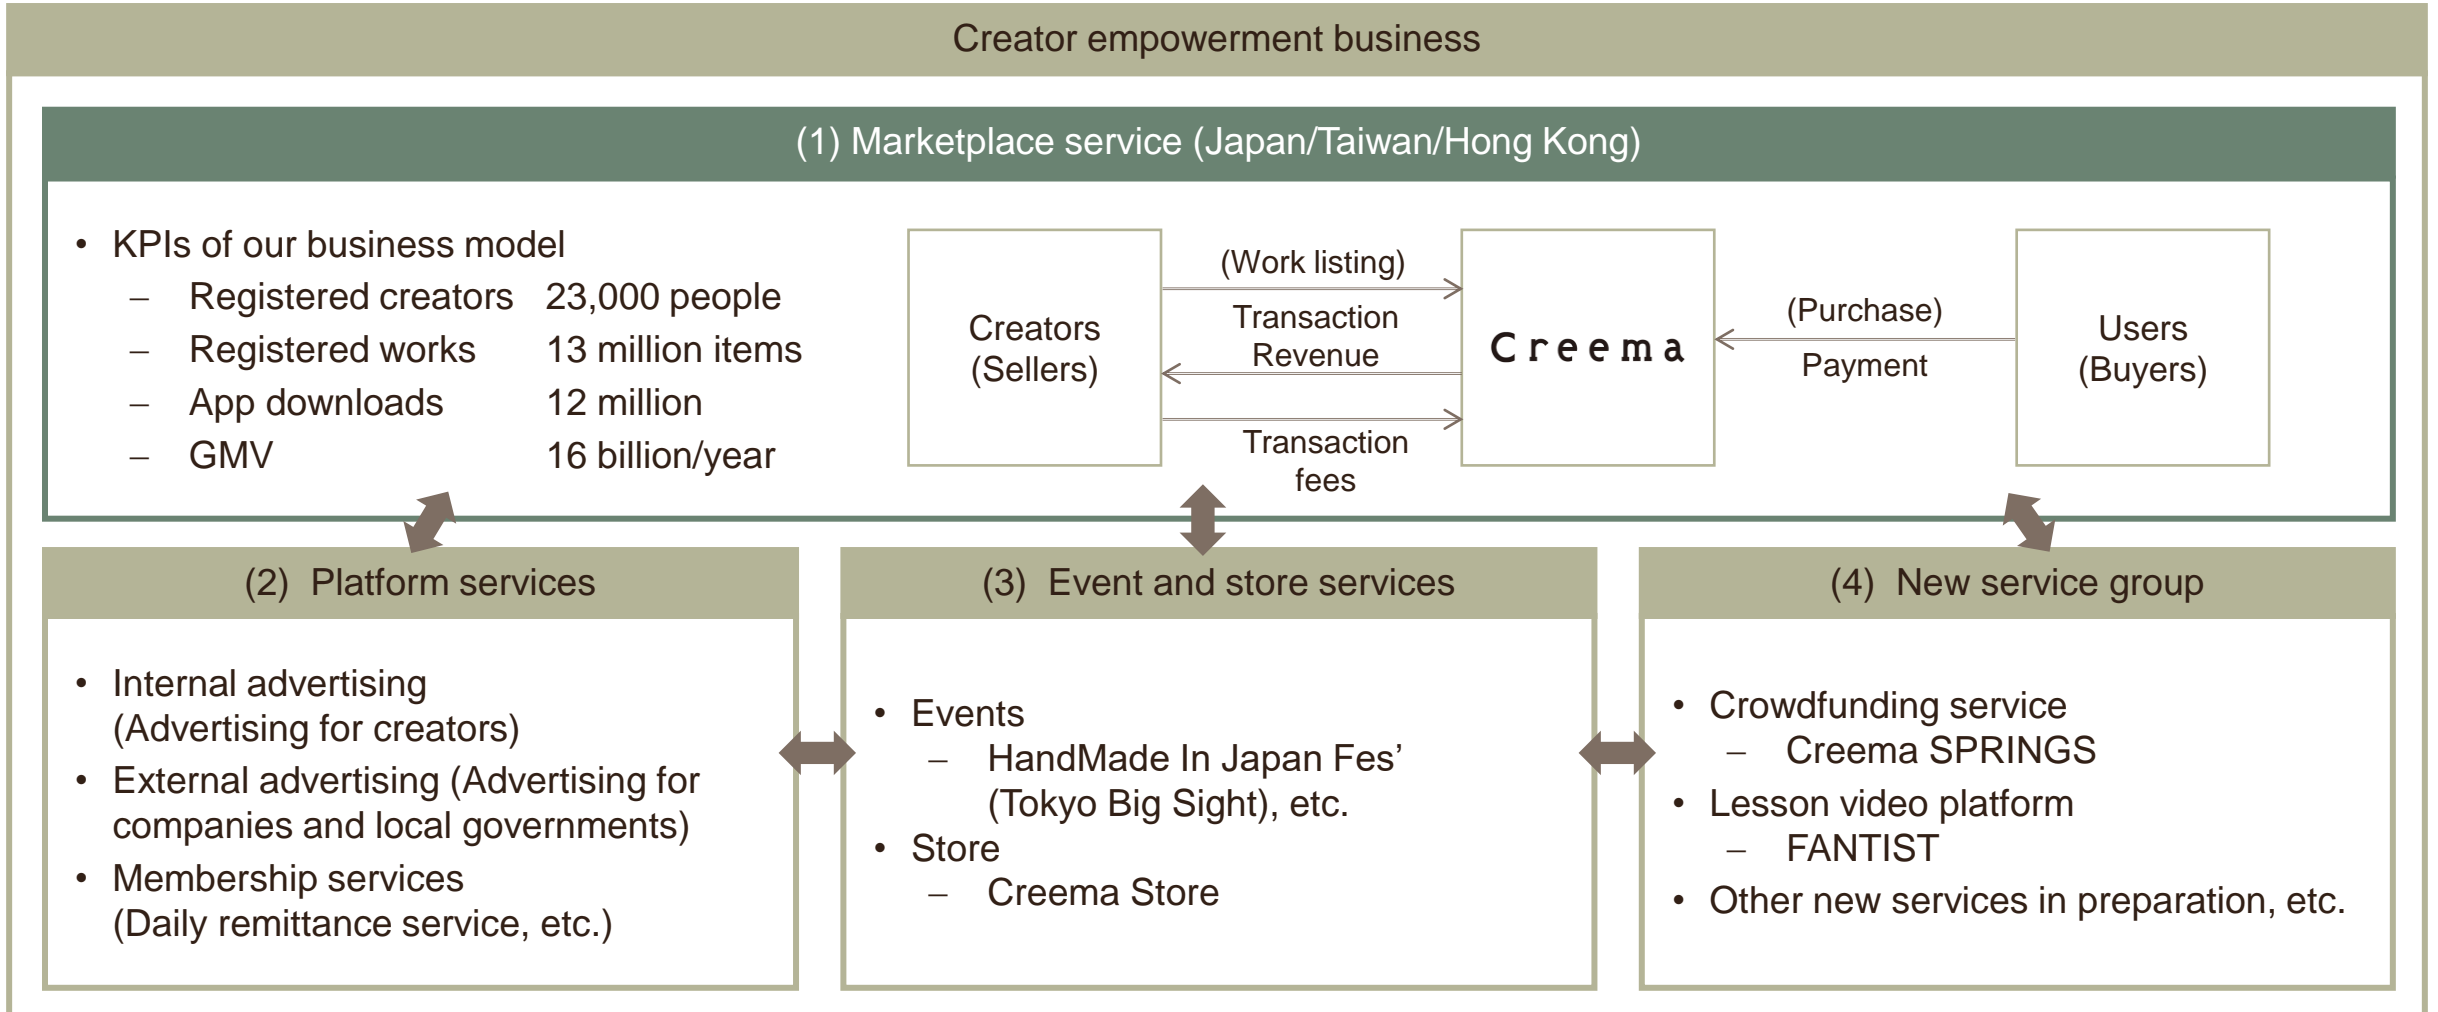 Creator empowerment business
(1) Marketplace service (Japan/Taiwan/Hong Kong)
• KPIs of our business model
– Registered creators 23,000 people
– Registered works 13 million items
– App downloads 12 million
– GMV 16 billion/year
Creators
(Sellers)
(Work listing)
Transaction
Revenue
Transaction
fees
Creema
(Purchase)
Payment
Users
(Buyers)
(2) Platform services
• Internal advertising
(Advertising for creators)
• External advertising (Advertising for
companies and local governments)
• Membership services
(Daily remittance service, etc.)
(3) Event and store services
• Events
– HandMade In Japan Fes’
(Tokyo Big Sight), etc.
• Store
– Creema Store
(4) New service group
• Crowdfunding service
– Creema SPRINGS
• Lesson video platform
– FANTIST
• Other new services in preparation, etc.